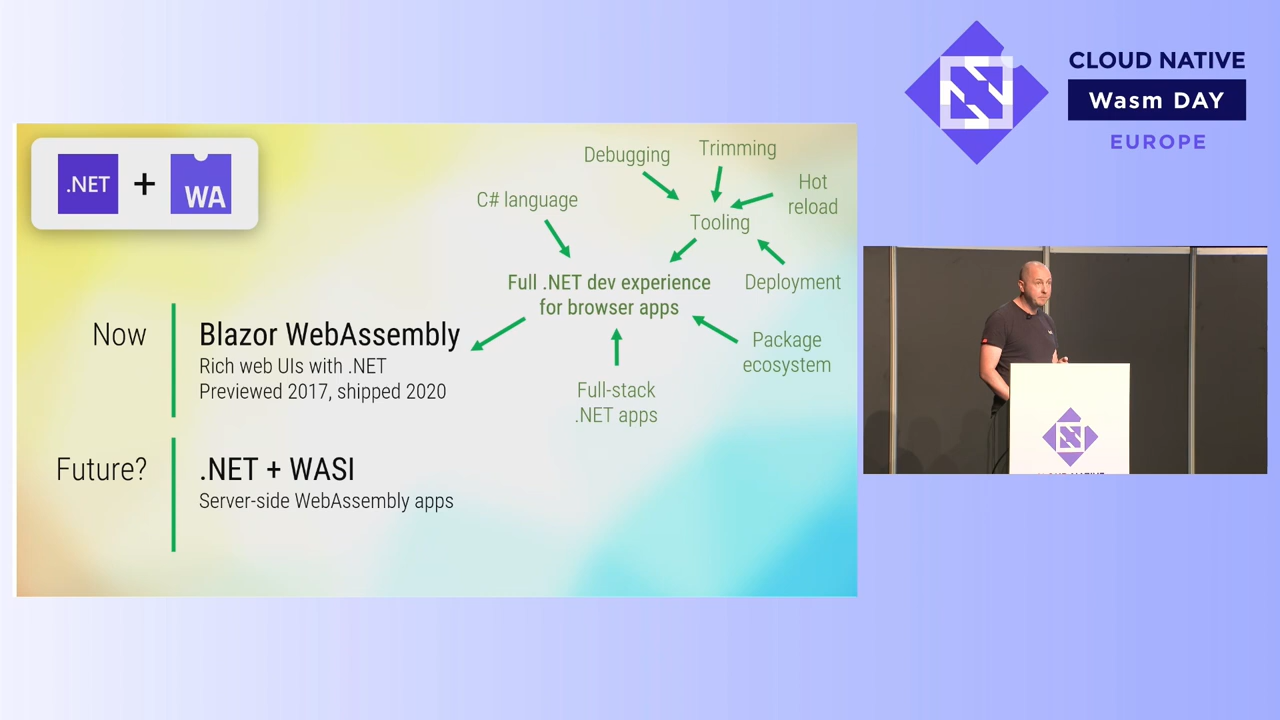 CLOUD NATIVE
Wasm DAY
EUROPE
.NET + WA
Debugging
Trimming
Hot
reload
C# language
Tooling
Full .NET dev experience
for browser apps
Deployment
Now
Blazor WebAssembly
Rich web UIs with .NET
Previewed 2017, shipped 2020
Package
ecosystem
Full-stack
.NET apps
Future?
.NET + WASI
Server-side WebAssembly apps
CLOUD NATIVE